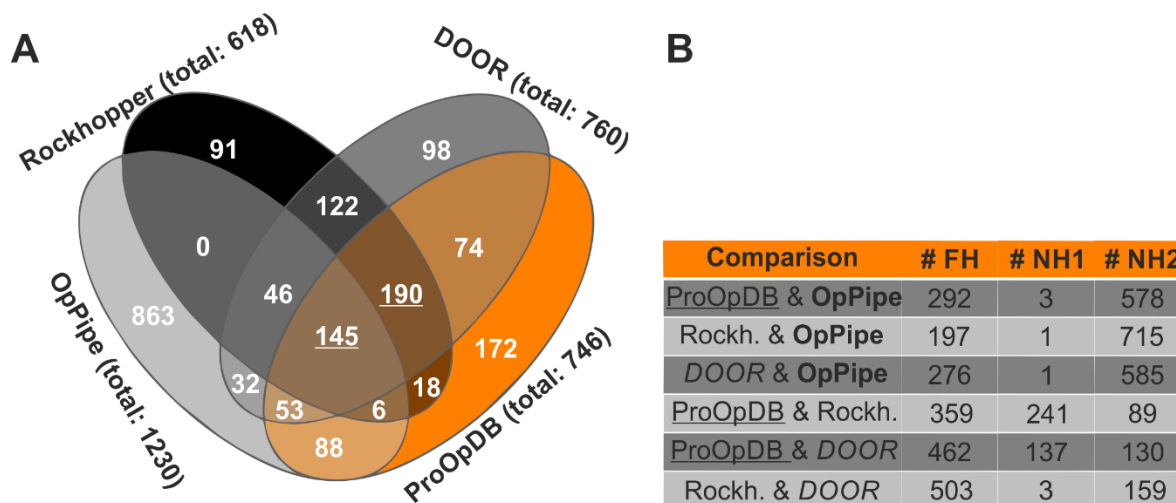 A
Rockhopper (total: 618)
DOOR (total: 760)
OpPipe (total: 1230)
ProOpDB (total: 746)
91
98
122
0
74
46
190
863
145
172
32
18
53
6
88
B
Comparison # FH # NH1 # NH2
ProOpDB & OpPipe 292 3 578
Rockh. & OpPipe 197 1 715
DOOR & OpPipe 276 1 585
ProOpDB & Rockh. 359 241 89
ProOpDB & DOOR 462 137 130
Rockh. & DOOR 503 3 159